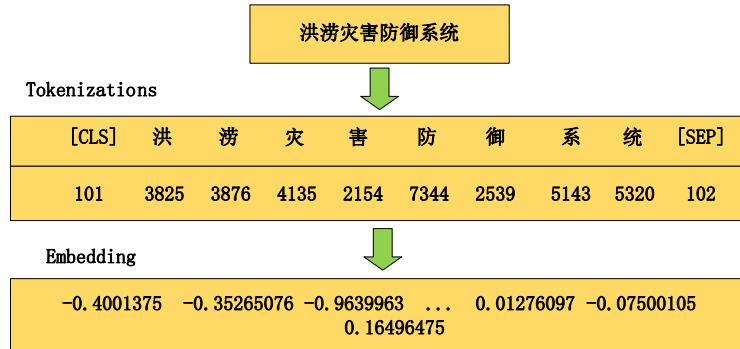 洪涝灾害防御系统
Tokenizations
[CLS] 洪 涝 灾 害 防 御 系 统 [SEP]
101 3825 3876 4135 2154 7344 2539 5143 5320 102
Embedding
-0.4001375 -0.35265076 -0.9639963 ... 0.01276097 -0.07500105
0.16496475